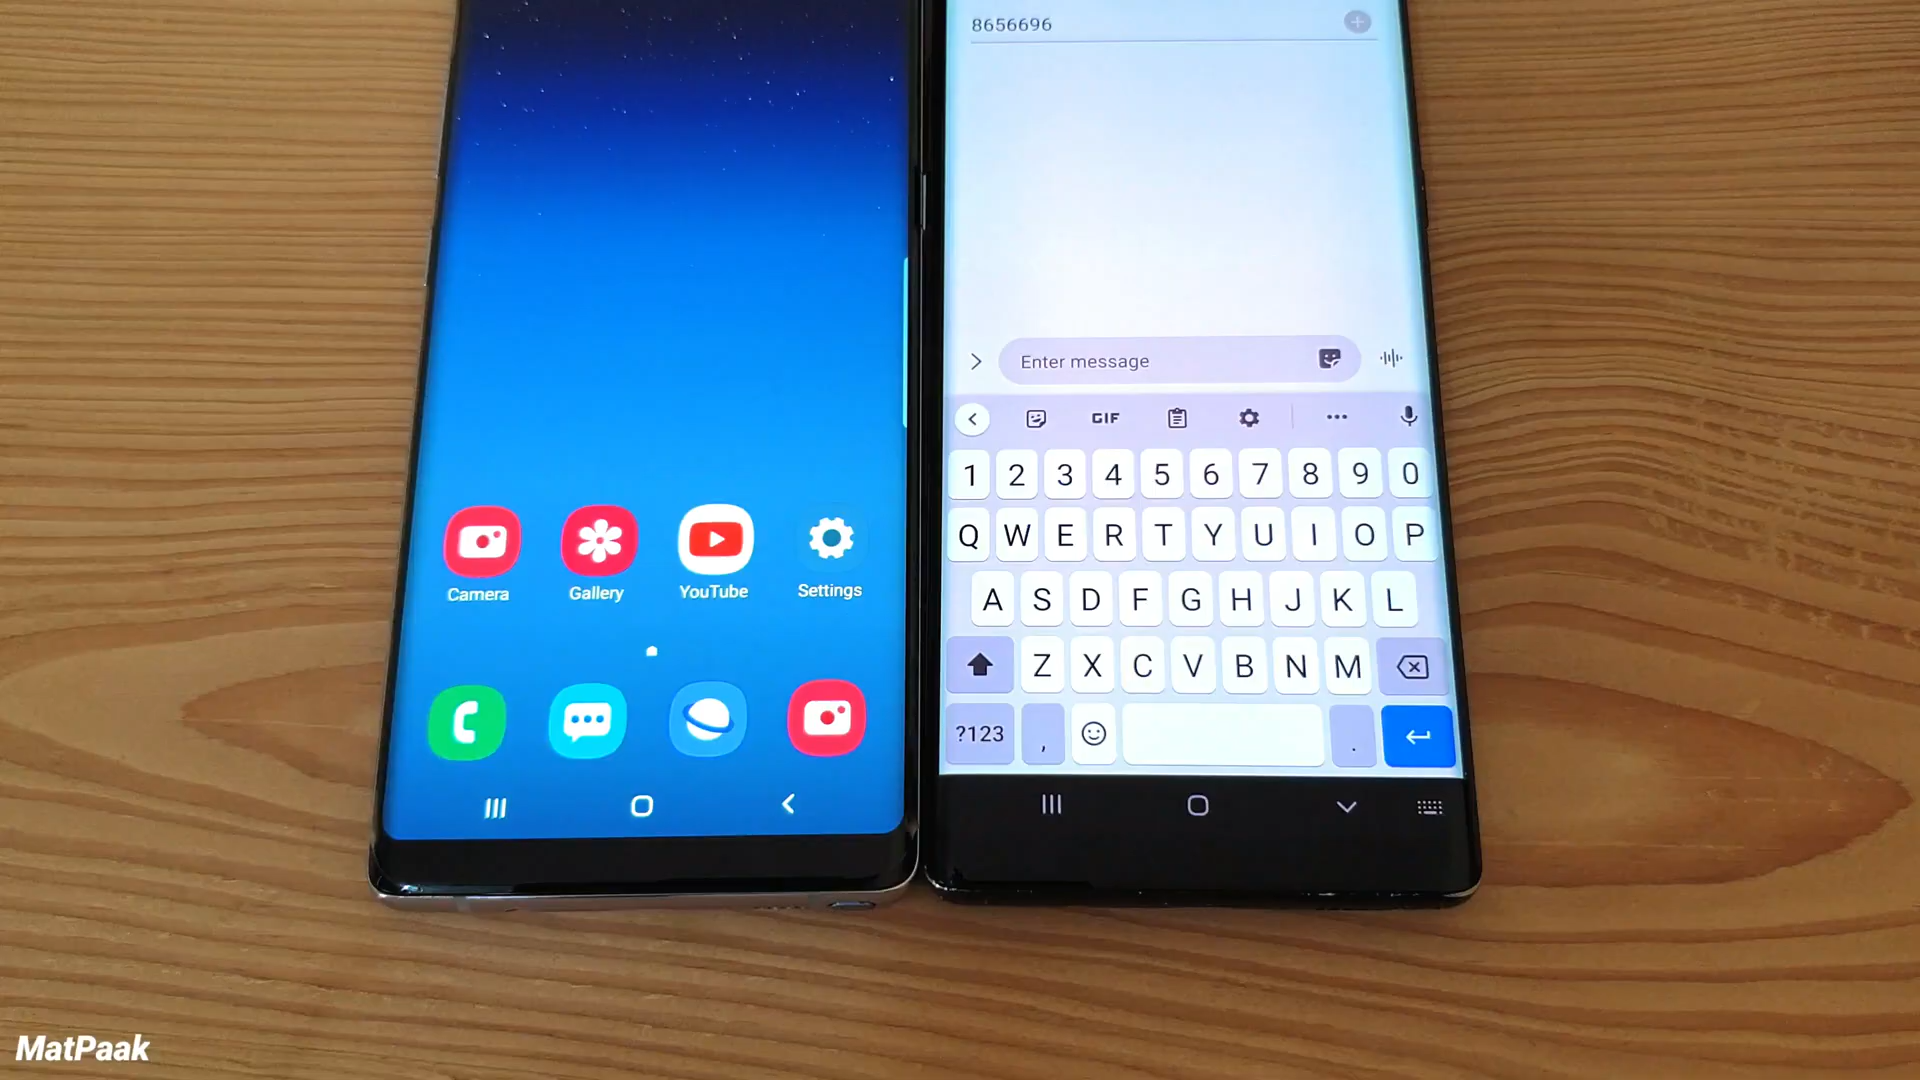 8656696
Enter message
GIF
1 2 3 4 5 6 7 8 9 0
Q W E R T Y U I O P
A S D F G H J K L
Z X C V B N M
?123 , .
Camera Gallery YouTube Settings
MatPaak